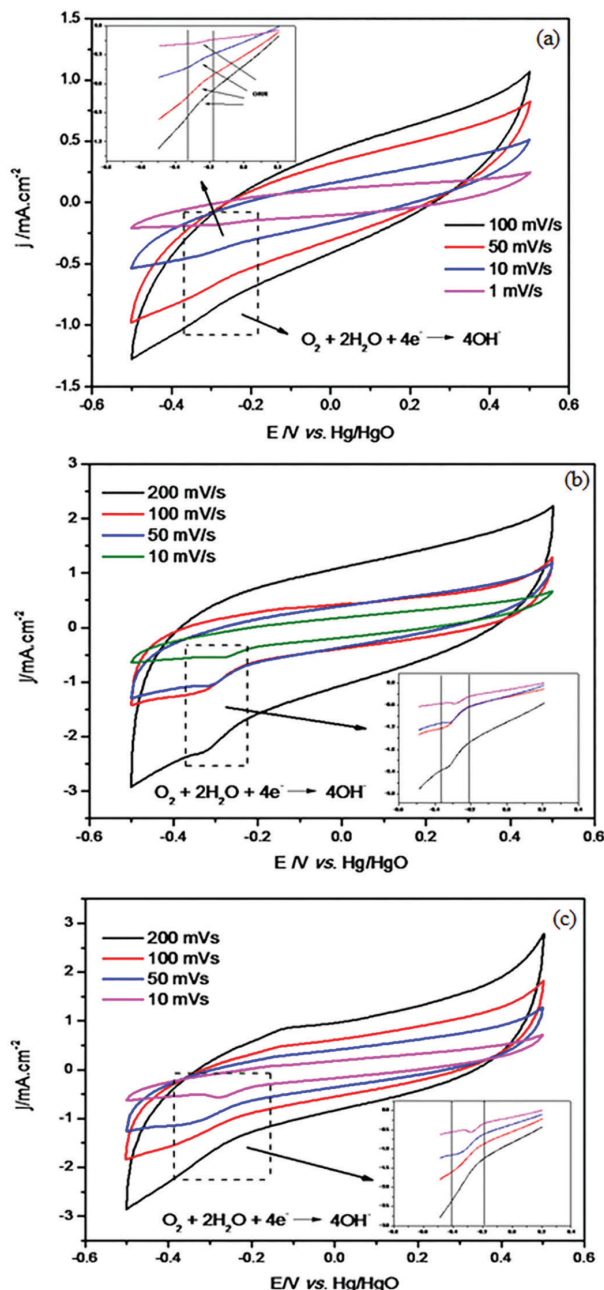 (a)
ORR
1.0
0.5
0.0
-0.5
-1.0
-1.5
j /mA.cm⁻²
100 mV/s
50 mV/s
10 mV/s
1 mV/s
O₂ + 2H₂O + 4e⁻ → 4OH⁻
-0.6 -0.4 -0.2 0.0 0.2 0.4 0.6
E /V vs. Hg/HgO
(b)
3
2
1
0
-1
-2
-3
J/mA.cm⁻²
200 mV/s
100 mV/s
50 mV/s
10 mV/s
O₂ + 2H₂O + 4e⁻ → 4OH⁻
-0.6 -0.4 -0.2 0.0 0.2 0.4 0.6
E /V vs. Hg/HgO
(c)
3
2
1
0
-1
-2
-3
J/mA.cm⁻²
200 mVs
100 mVs
50 mVs
10 mVs
O₂ + 2H₂O + 4e⁻ → 4OH⁻
-0.6 -0.4 -0.2 0.0 0.2 0.4 0.6
E /V vs. Hg/HgO